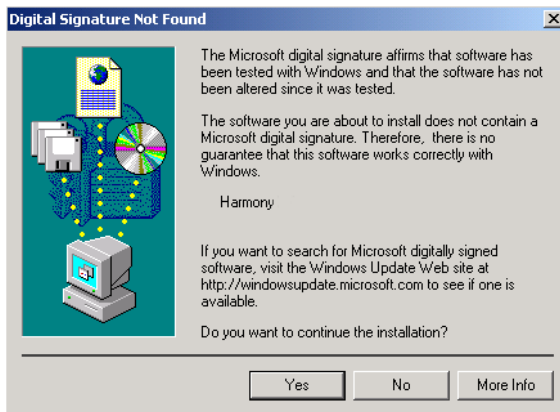 Digital Signature Not Found
The Microsoft digital signature affirms that software has
been tested with Windows and that the software has not
been altered since it was tested.
The software you are about to install does not contain a
Microsoft digital signature. Therefore, there is no
guarantee that this software works correctly with
Windows.
Harmony
If you want to search for Microsoft digitally signed
software, visit the Windows Update Web site at
http://windowsupdate.microsoft.com to see if one is
available.
Do you want to continue the installation?
Yes No More Info